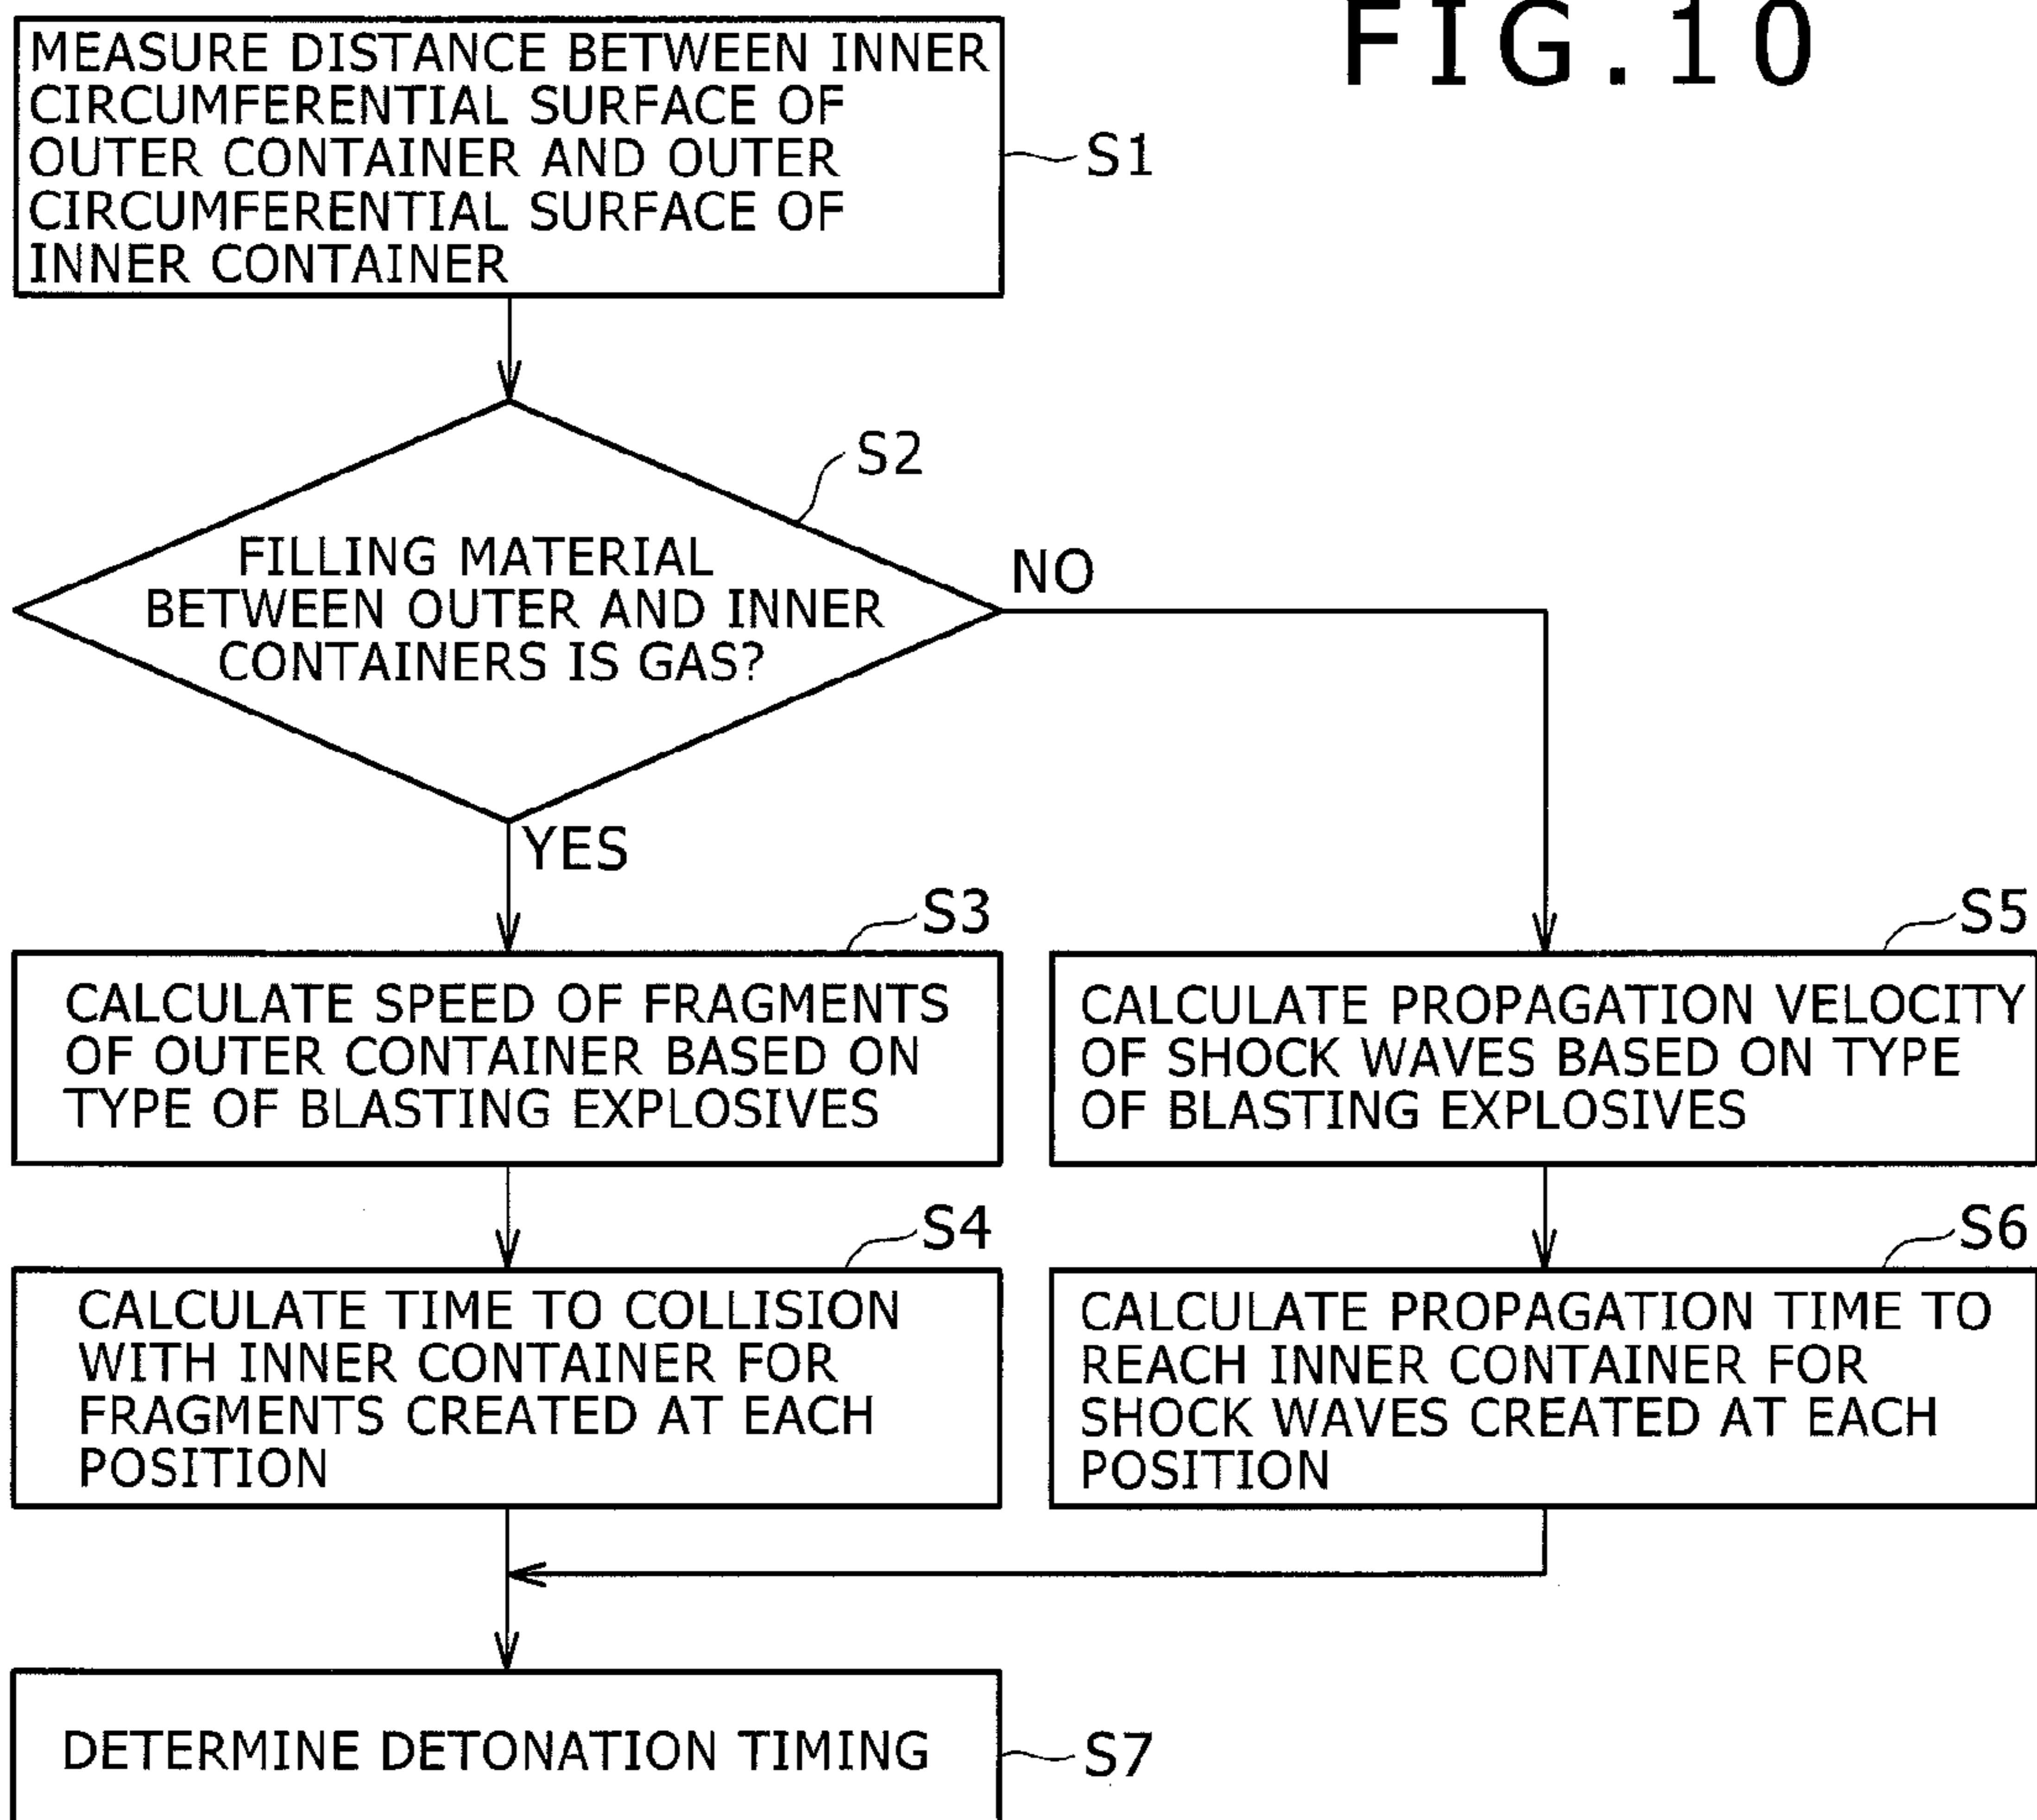 FIG.10
MEASURE DISTANCE BETWEEN INNER
CIRCUMFERENTIAL SURFACE OF
OUTER CONTAINER AND OUTER
CIRCUMFERENTIAL SURFACE OF
INNER CONTAINER
S1
S2
FILLING MATERIAL
BETWEEN OUTER AND INNER
CONTAINERS IS GAS?
NO
YES
S3
CALCULATE SPEED OF FRAGMENTS
OF OUTER CONTAINER BASED ON
TYPE OF BLASTING EXPLOSIVES
S5
CALCULATE PROPAGATION VELOCITY
OF SHOCK WAVES BASED ON TYPE
OF BLASTING EXPLOSIVES
S4
CALCULATE TIME TO COLLISION
WITH INNER CONTAINER FOR
FRAGMENTS CREATED AT EACH
POSITION
S6
CALCULATE PROPAGATION TIME TO
REACH INNER CONTAINER FOR
SHOCK WAVES CREATED AT EACH
POSITION
DETERMINE DETONATION TIMING
S7